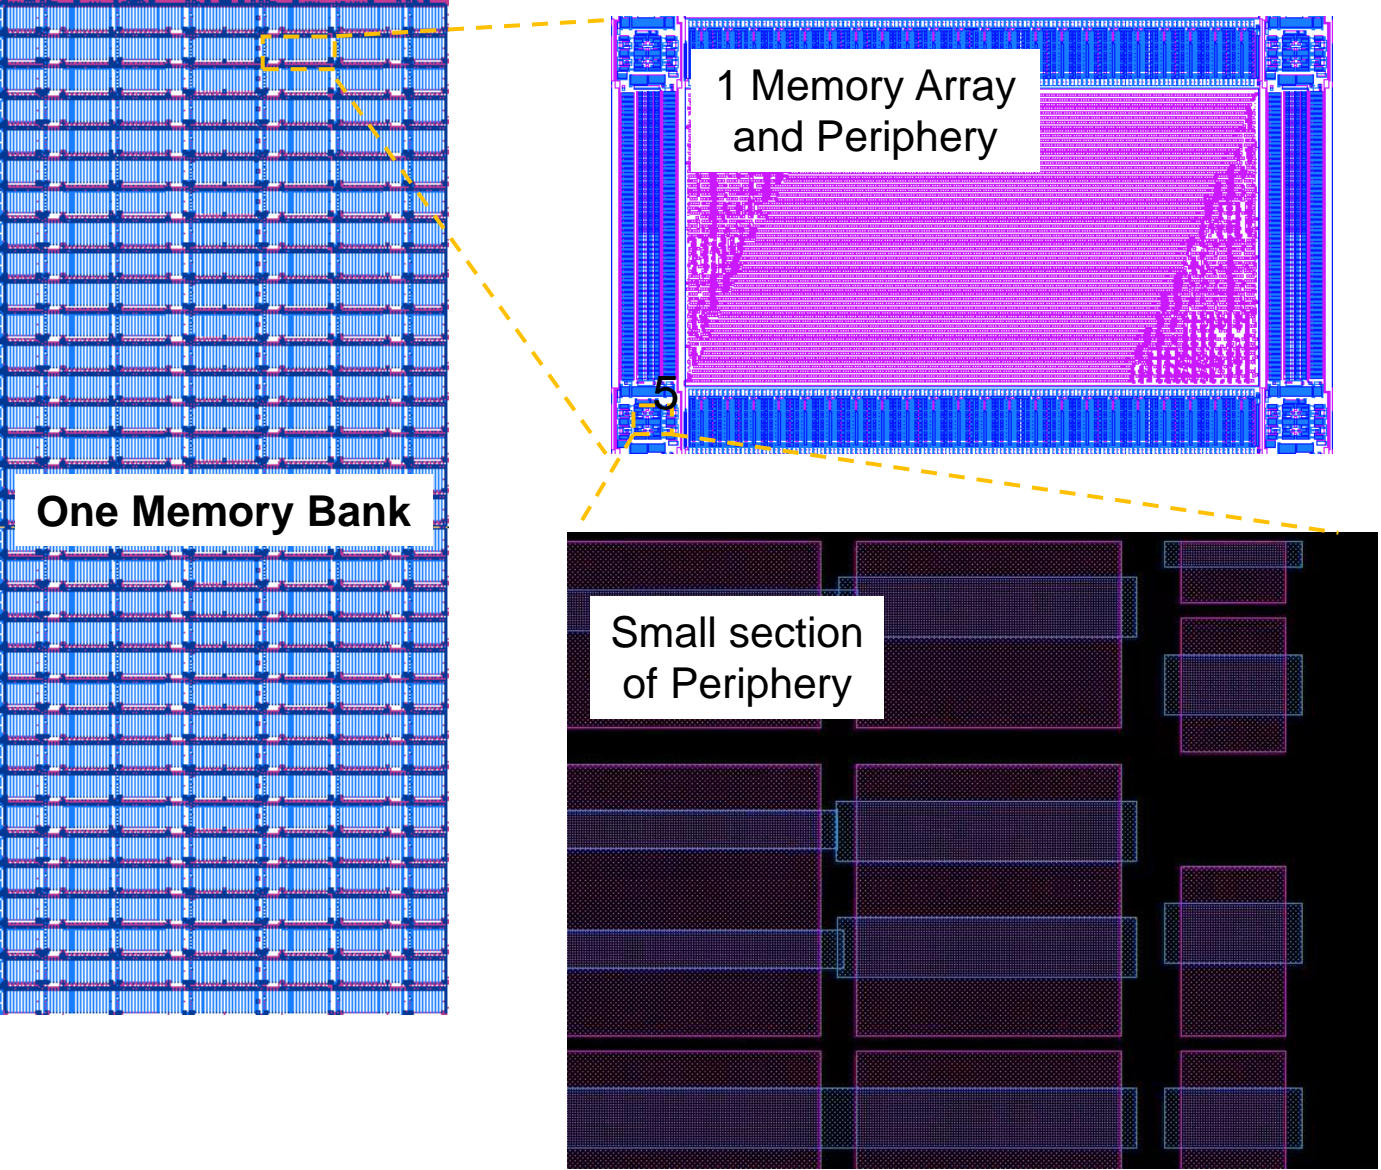 1 Memory Array
and Periphery
5
One Memory Bank
Small section
of Periphery